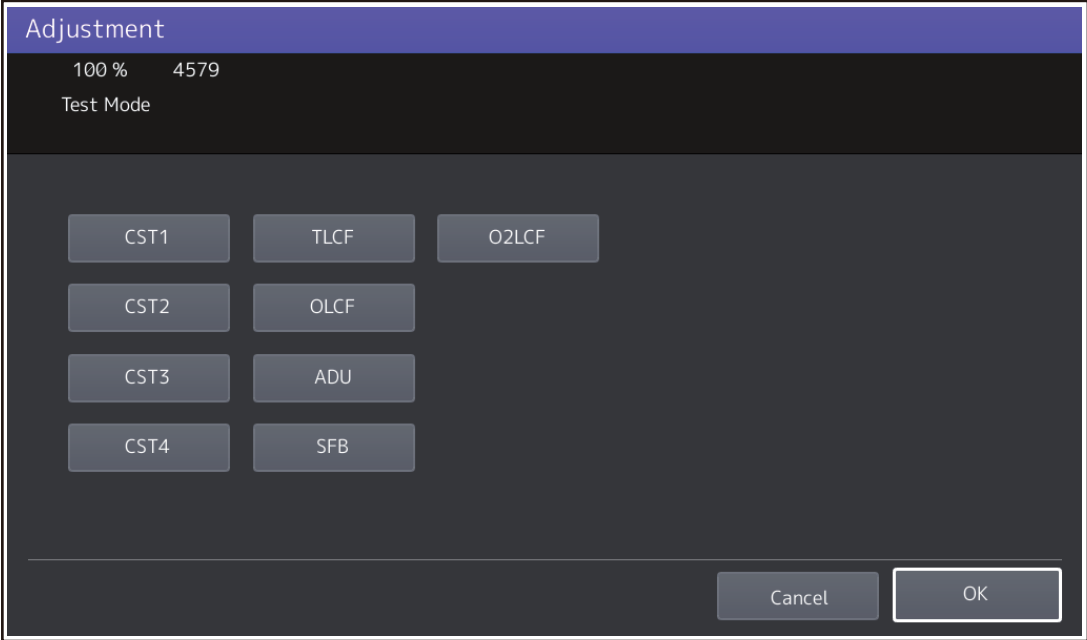 Adjustment
100 % 4579
Test Mode
CST1 TLCF O2LCF
CST2 OLCF
CST3 ADU
CST4 SFB
Cancel OK